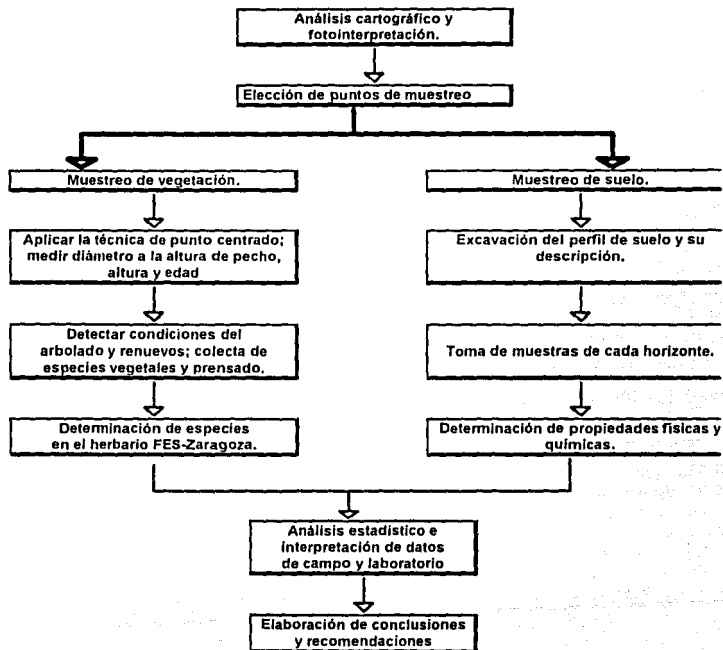 Análisis cartográfico y
fotointerpretación.
Elección de puntos de muestreo
Muestreo de vegetación.
Aplicar la técnica de punto centrado;
medir diámetro a la altura de pecho,
altura y edad
Detectar condiciones del
arbolado y renuevos; colecta de
especies vegetales y prensado.
Determinación de especies
en el herbario FES-Zaragoza.
Muestreo de suelo.
Excavación del perfil de suelo y su
descripción.
Toma de muestras de cada horizonte.
Determinación de propiedades físicas y
químicas.
Análisis estadístico e
interpretación de datos
de campo y laboratorio
Elaboración de conclusiones
y recomendaciones